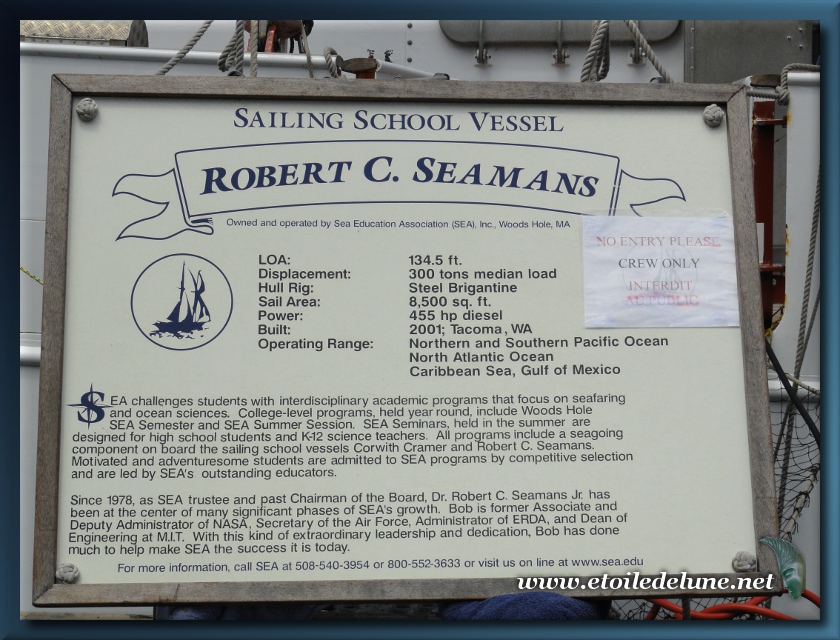 SAILING SCHOOL VESSEL
ROBERT C. SEAMANS
Owned and operated by Sea Education Association (SEA), Inc., Woods Hole, MA
NO ENTRY PLEASE
CREW ONLY
INTERDIT
AU PUBLIC
LOA: 134.5 ft.
Displacement: 300 tons median load
Hull Rig: Steel Brigantine
Sail Area: 8,500 sq. ft.
Power: 455 hp diesel
Built: 2001; Tacoma, WA
Operating Range: Northern and Southern Pacific Ocean
North Atlantic Ocean
Caribbean Sea, Gulf of Mexico
SEA challenges students with interdisciplinary academic programs that focus on seafaring
and ocean sciences. College-level programs, held year round, include Woods Hole
SEA Semester and SEA Summer Session. SEA Seminars, held in the summer are
designed for high school students and K-12 science teachers. All programs include a seagoing
component on board the sailing school vessels Corwith Cramer and Robert C. Seamans.
Motivated and adventuresome students are admitted to SEA programs by competitive selection
and are led by SEA's outstanding educators.
Since 1978, as SEA trustee and past Chairman of the Board, Dr. Robert C. Seamans Jr. has
been at the center of many significant phases of SEA's growth. Bob is former Associate and
Deputy Administrator of NASA, Secretary of the Air Force, Administrator of ERDA, and Dean of
Engineering at M.I.T. With this kind of extraordinary leadership and dedication, Bob has done
much to help make SEA the success it is today.
For more information, call SEA at 508-540-3954 or 800-552-3633 or visit us on line at www.sea.edu
www.etoiledelune.net